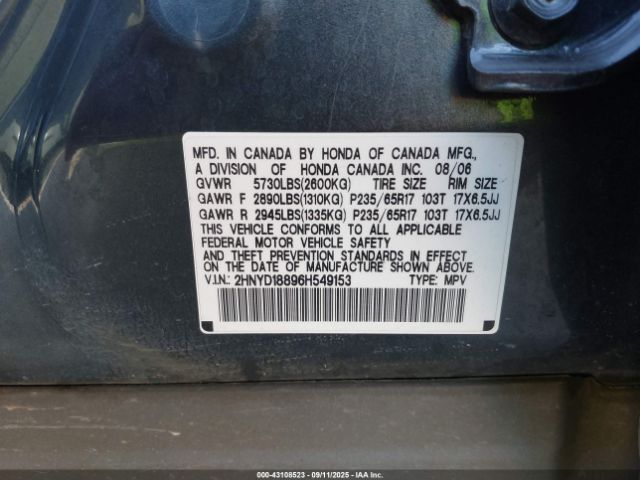 MFD. IN CANADA BY HONDA OF CANADA MFG.,
A DIVISION OF HONDA CANADA INC. 08/06
GVWR 5730LBS(2600KG) TIRE SIZE RIM SIZE
GAWR F 2890LBS(1310KG) P235/65R17 103T 17X6.5JJ
GAWR R 2945LBS(1335KG) P235/65R17 103T 17X6.5JJ
THIS VEHICLE CONFORMS TO ALL APPLICABLE
FEDERAL MOTOR VEHICLE SAFETY
AND THEFT PREVENTION STANDARDS IN EFFECT ON
THE DATE OF MANUFACTURE SHOWN ABOVE.
V.I.N.: 2HNYD18896H549153 TYPE: MPV
000-43108523 - 09/11/2025 - IAAI.COM